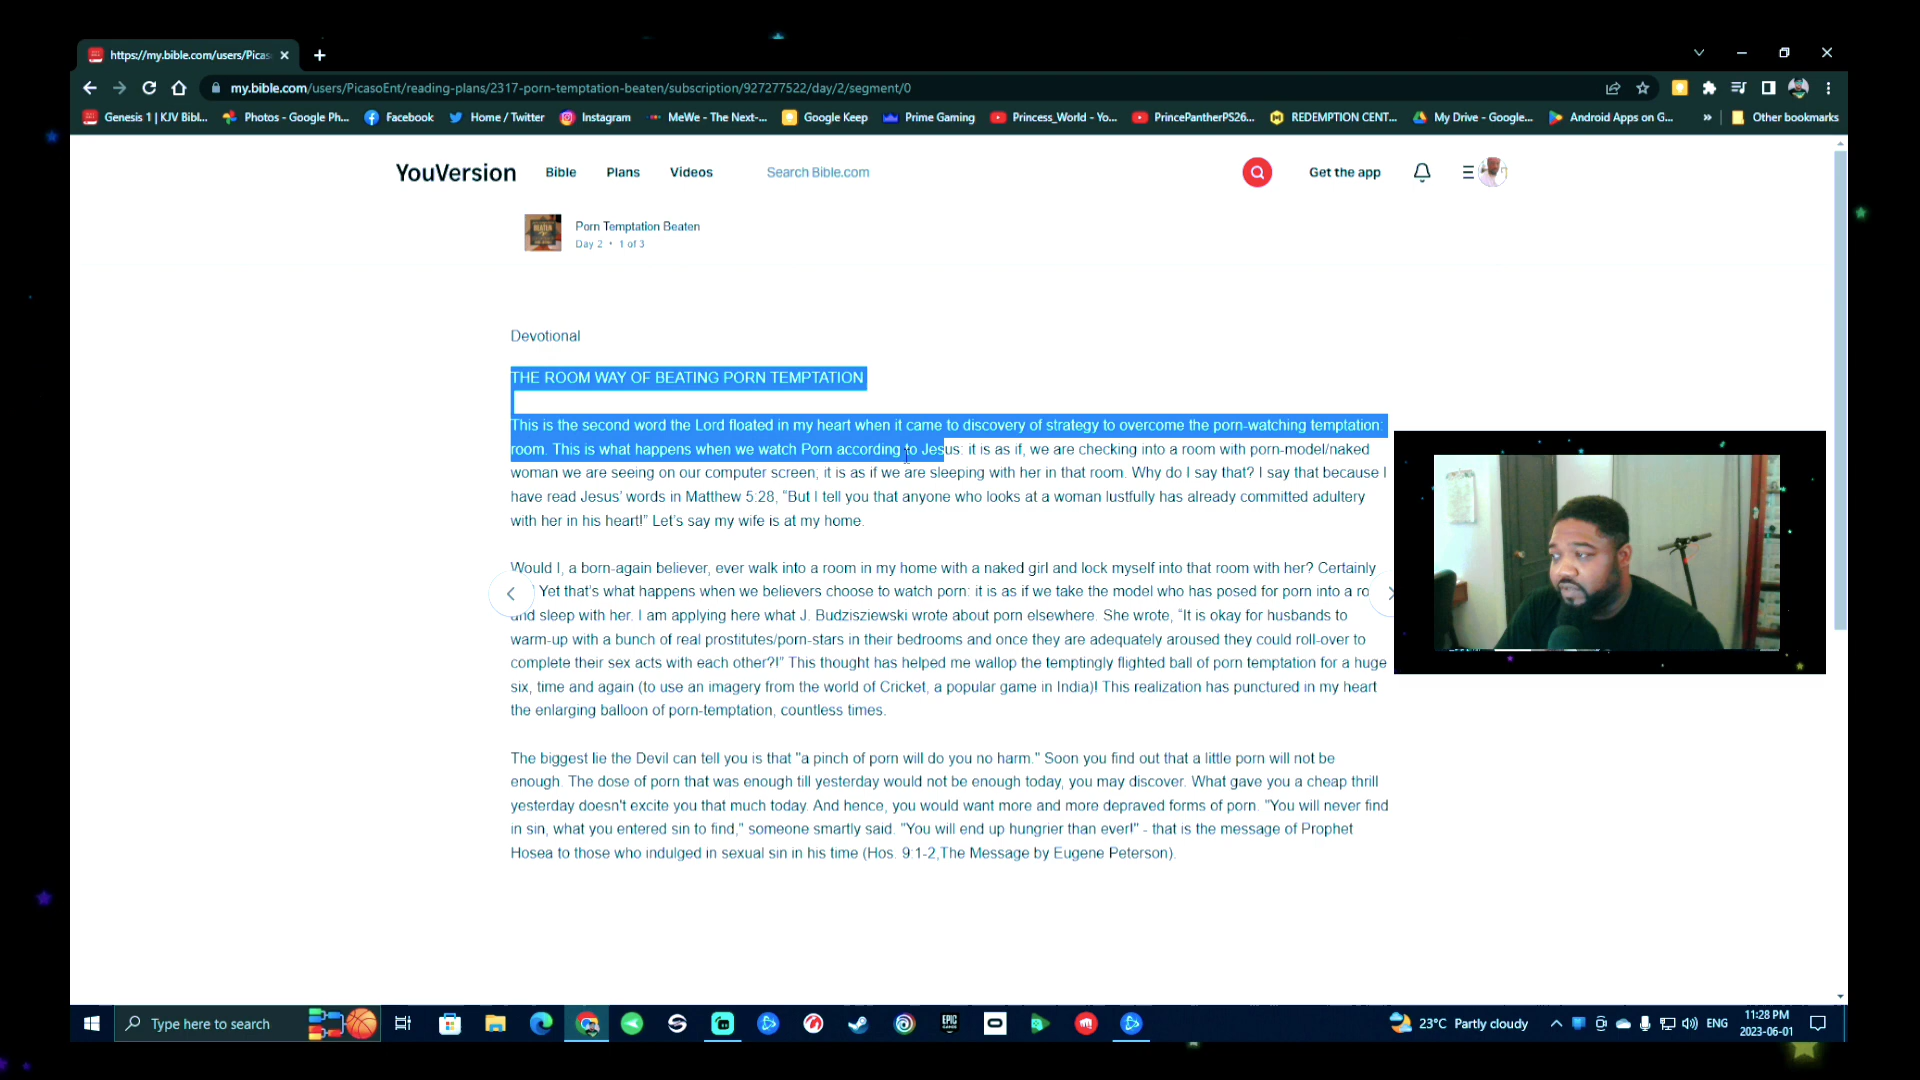 https://my.bible.com/users/Picas
my.bible.com/users/PicasoEnt/reading-plans/2317-porn-temptation-beaten/subscription/927277522/day/2/segment/0
Genesis 1 | KJV Bibl... Photos - Google Ph... Facebook Home / Twitter Instagram MeWe - The Next-... Google Keep Prime Gaming Princess_World - Yo... PrincePantherPS26... REDEMPTION CENT... My Drive - Google... Android Apps on G... » Other bookmarks
YouVersion Bible Plans Videos Search Bible.com Get the app
Porn Temptation Beaten
Day 2 • 1 of 3
Devotional
THE ROOM WAY OF BEATING PORN TEMPTATION
This is the second word the Lord floated in my heart when it came to discovery of strategy to overcome the porn-watching temptation:
room. This is what happens when we watch Porn according to Jesus: it is as if, we are checking into a room with porn-model/naked
woman we are seeing on our computer screen; it is as if we are sleeping with her in that room. Why do I say that? I say that because I
have read Jesus' words in Matthew 5:28, "But I tell you that anyone who looks at a woman lustfully has already committed adultery
with her in his heart!" Let's say my wife is at my home.
Would I, a born-again believer, ever walk into a room in my home with a naked girl and lock myself into that room with her? Certainly
Yet that's what happens when we believers choose to watch porn: it is as if we take the model who has posed for porn into a ro
and sleep with her. I am applying here what J. Budzisziewski wrote about porn elsewhere. She wrote, "It is okay for husbands to
warm-up with a bunch of real prostitutes/porn-stars in their bedrooms and once they are adequately aroused they could roll-over to
complete their sex acts with each other?!" This thought has helped me wallop the temptingly flighted ball of porn temptation for a huge
six, time and again (to use an imagery from the world of Cricket, a popular game in India)! This realization has punctured in my heart
the enlarging balloon of porn-temptation, countless times.
The biggest lie the Devil can tell you is that "a pinch of porn will do you no harm." Soon you find out that a little porn will not be
enough. The dose of porn that was enough till yesterday would not be enough today, you may discover. What gave you a cheap thrill
yesterday doesn't excite you that much today. And hence, you would want more and more depraved forms of porn. "You will never find
in sin, what you entered sin to find," someone smartly said. "You will end up hungrier than ever!" - that is the message of Prophet
Hosea to those who indulged in sexual sin in his time (Hos. 9:1-2,The Message by Eugene Peterson).
Type here to search
EPIC
23°C Partly cloudy ENG 11:28 PM
2023-06-01